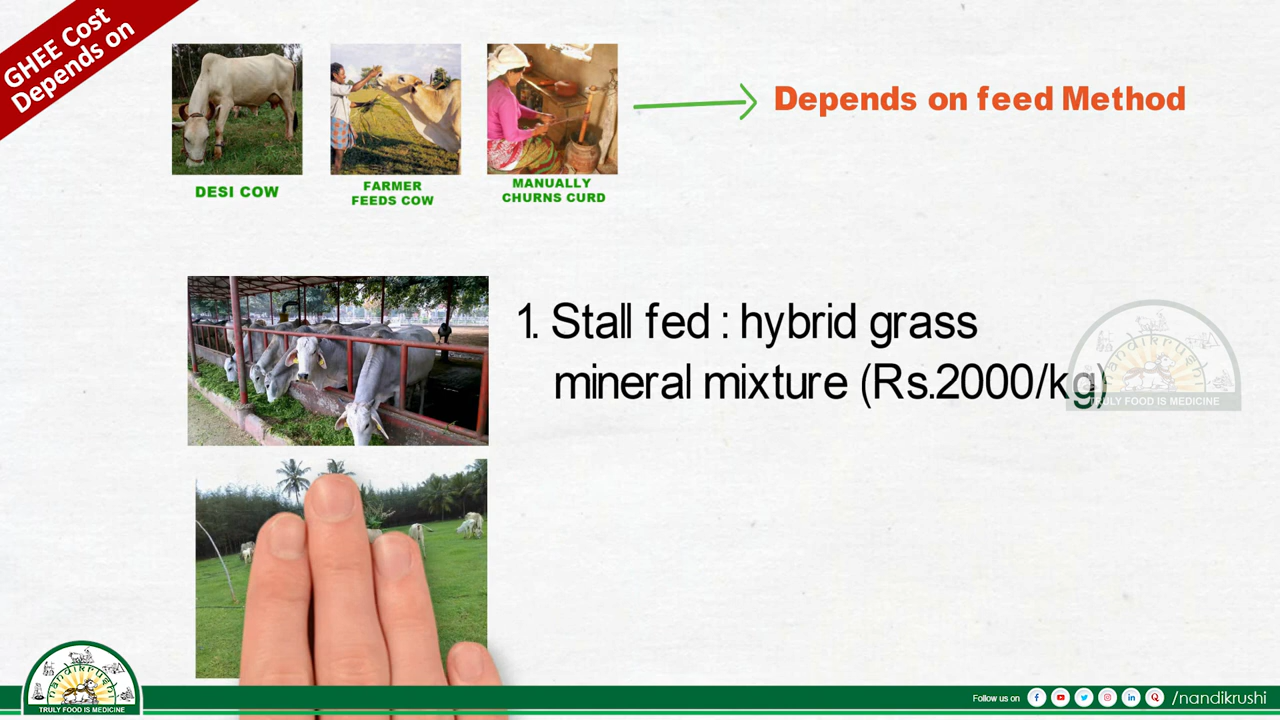 GHEE Cost
Depends on
DESI COW
FARMER
FEEDS COW
MANUALLY
CHURNS CURD
Depends on feed Method
1. Stall fed : hybrid grass
mineral mixture (Rs.2000/kg)
nandikrushi
TRULY FOOD IS MEDICINE
nandikrushi
TRULY FOOD IS MEDICINE
Follow us on
/nandikrushi